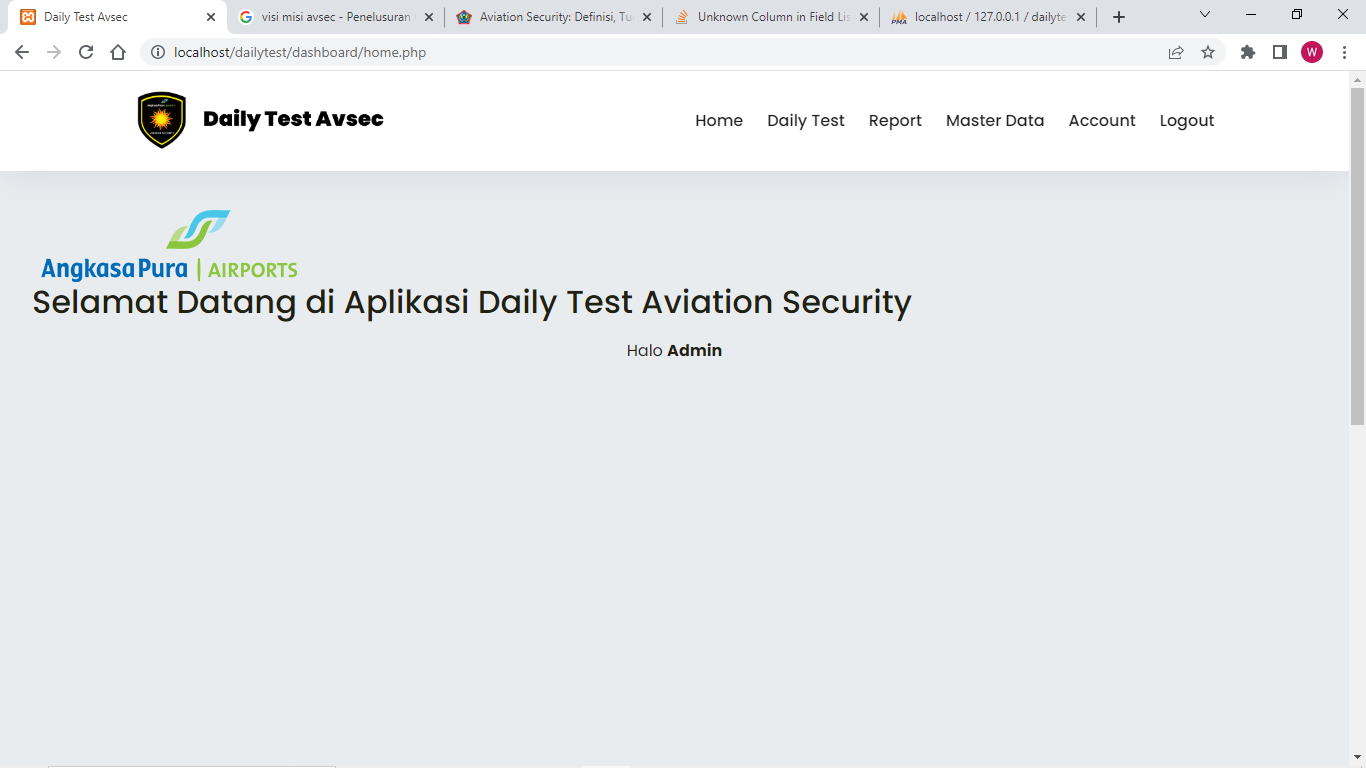 Daily Test Avsec
visi misi avsec - Penelusuran
Aviation Security: Definisi, Tu
Unknown Column in Field Lis
PMA
localhost / 127.0.0.1 / dailyte
localhost/dailytest/dashboard/home.php
W
Daily Test Avsec
Home
Daily Test
Report
Master Data
Account
Logout
AngkasaPura | AIRPORTS
Selamat Datang di Aplikasi Daily Test Aviation Security
Halo Admin